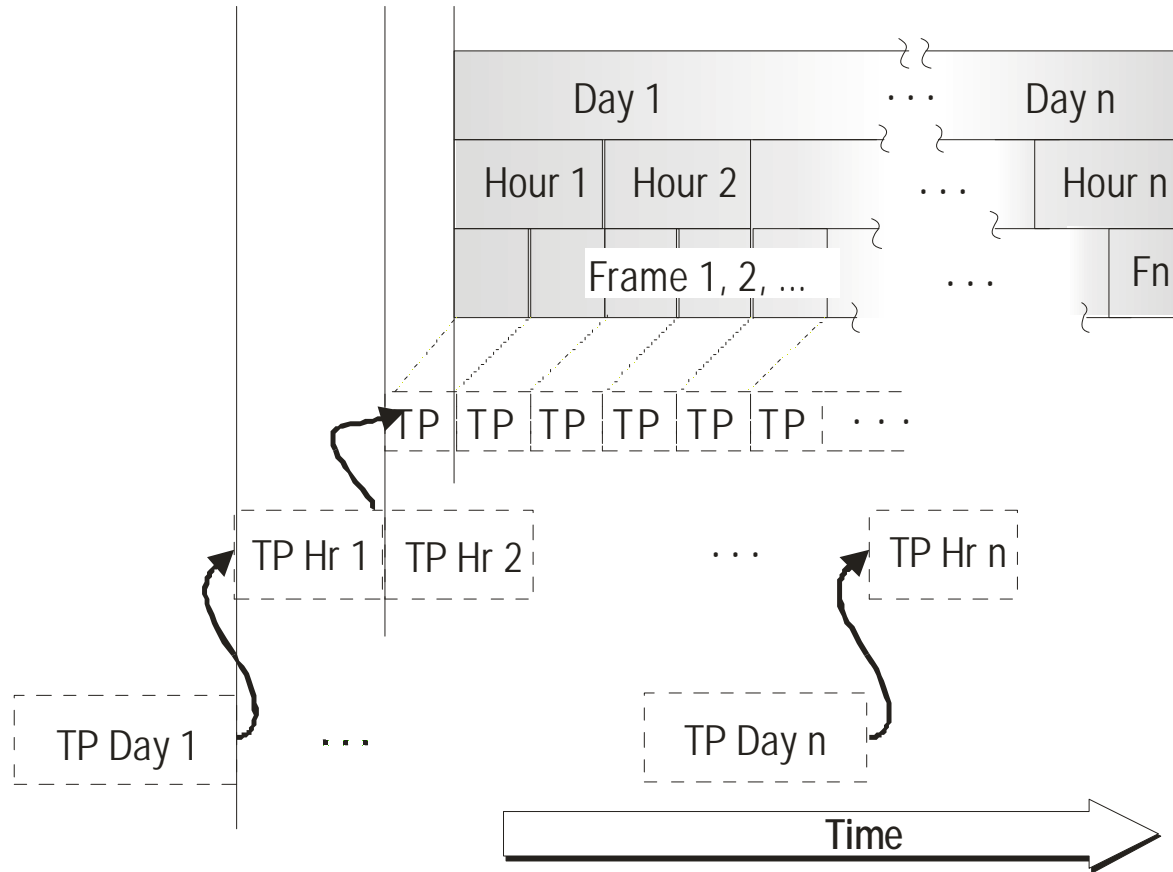 Day 1 . . . Day n
Hour 1 Hour 2 . . . Hour n
Frame 1, 2, ... . . . Fn
TP TP TP TP TP TP . . .
TP Hr 1 TP Hr 2 . . . TP Hr n
TP Day 1 . . . TP Day n
Time